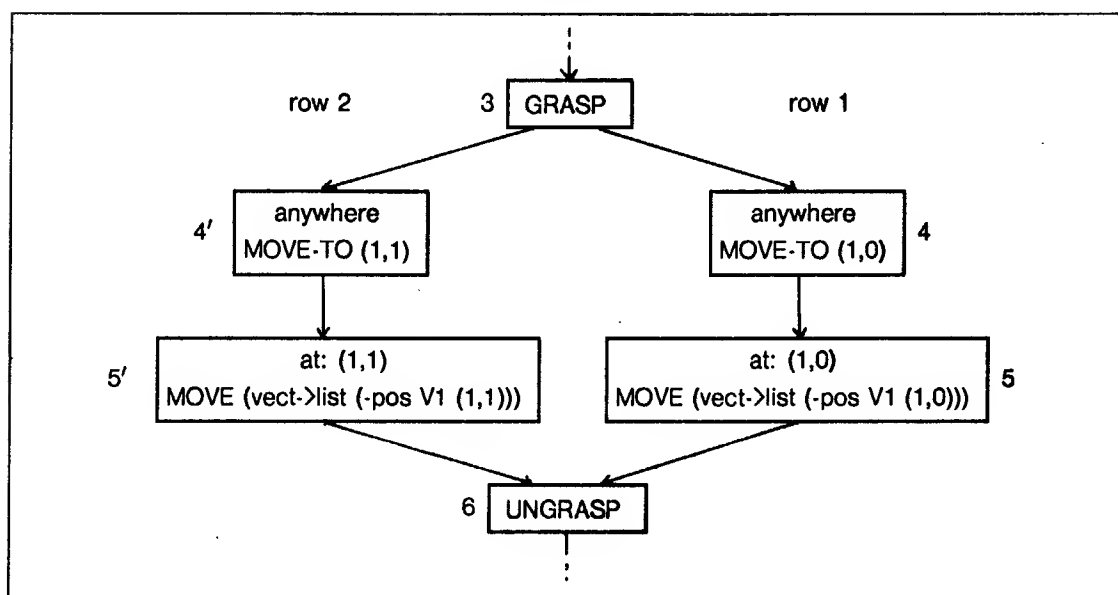 row 2
3
GRASP
row 1
4'
anywhere
MOVE-TO (1,1)
anywhere
MOVE-TO (1,0)
4
5'
at: (1,1)
MOVE (vect->list (-pos V1 (1,1)))
at: (1,0)
MOVE (vect->list (-pos V1 (1,0)))
5
6
UNGRASP